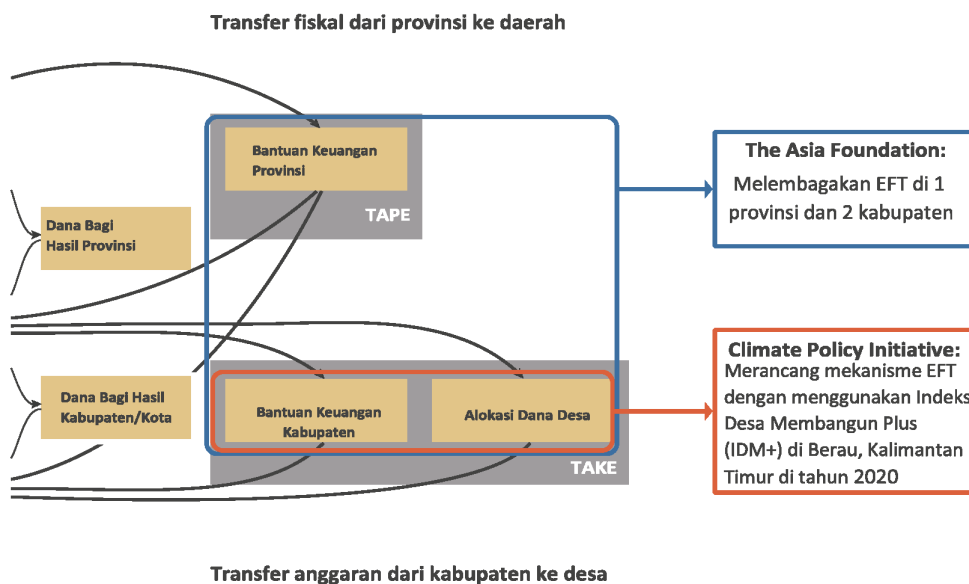 Transfer fiskal dari provinsi ke daerah
Bantuan Keuangan
Provinsi
TAPE
The Asia Foundation:
Melembagakan EFT di 1
provinsi dan 2 kabupaten
Dana Bagi
Hasil Provinsi
Dana Bagi Hasil
Kabupaten/Kota
Bantuan Keuangan
Kabupaten
Alokasi Dana Desa
TAKE
Climate Policy Initiative:
Merancang mekanisme EFT
dengan menggunakan Indeks
Desa Membangun Plus
(IDM+) di Berau, Kalimantan
Timur di tahun 2020
Transfer anggaran dari kabupaten ke desa